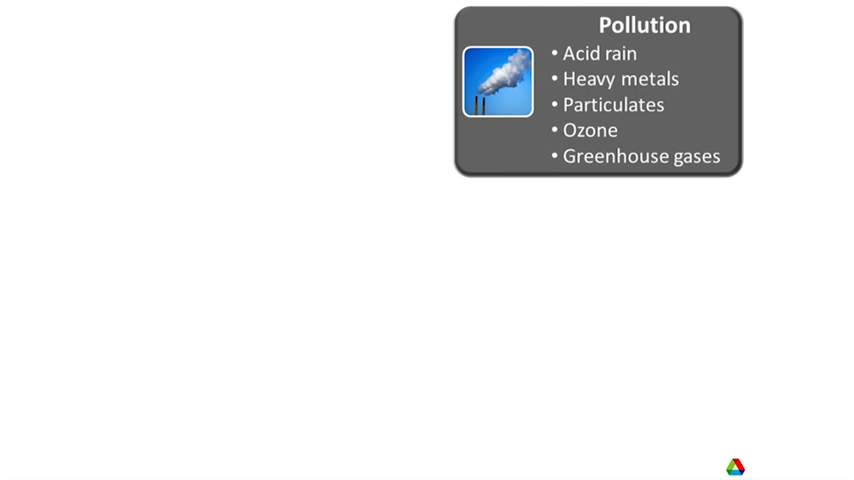 Pollution
• Acid rain
• Heavy metals
• Particulates
• Ozone
• Greenhouse gases